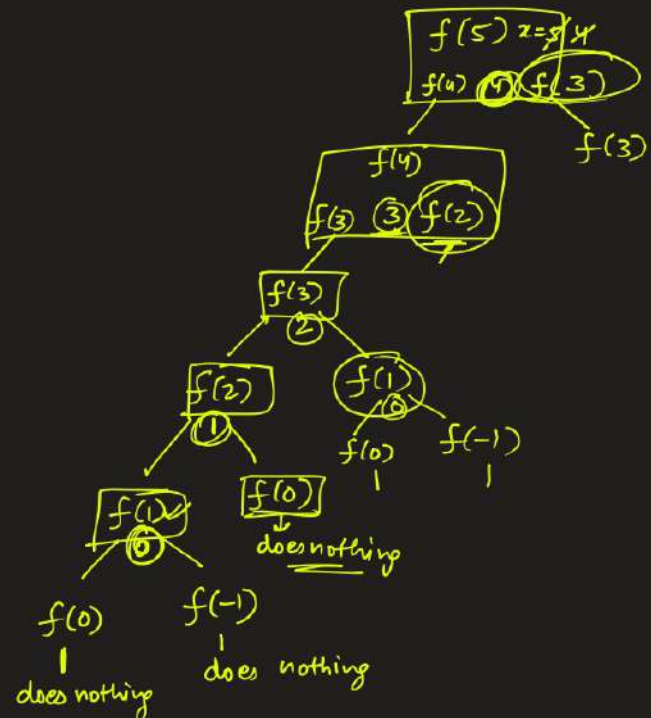 f(5) x=5 4
f(4) 4 f(3)
f(3)
f(4)
f(3) 3 f(2)
f(3)
2
f(2)
1
f(1)
0
f(0)
f(-1)
f(1)
0
f(0)
does nothing
f(0)
f(-1)
does nothing
does nothing